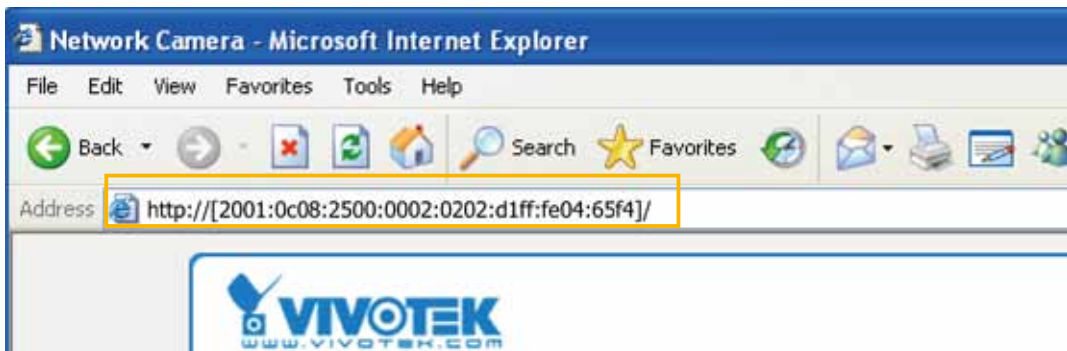 Network Camera - Microsoft Internet Explorer
File Edit View Favorites Tools Help
Back Search Favorites
Address http://[2001:0c08:2500:0002:0202:d1ff:fe04:65f4]/
VIVOTEK
www.vivotek.com